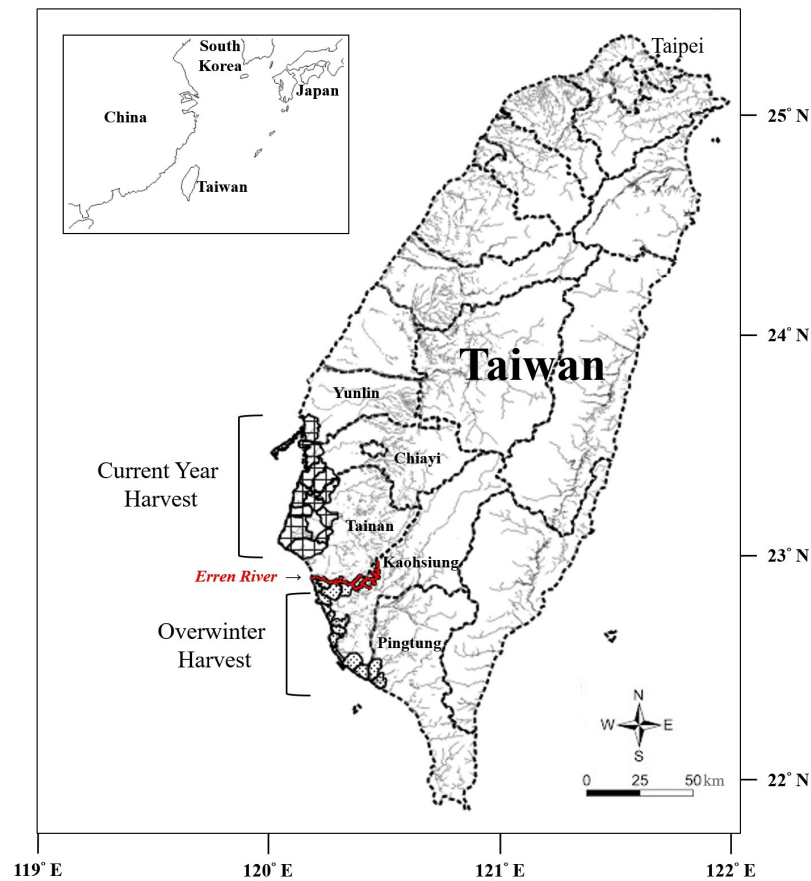 South
Korea
Japan
China
Taiwan
Taipei
25° N
24° N
Taiwan
Yunlin
Chiayi
Current Year
Harvest
Tainan
23° N
Kaohsiung
Erren River →
Overwinter
Harvest
Pingtung
N
W E
S
0 25 50 km
22° N
119° E 120° E 121° E 122° E